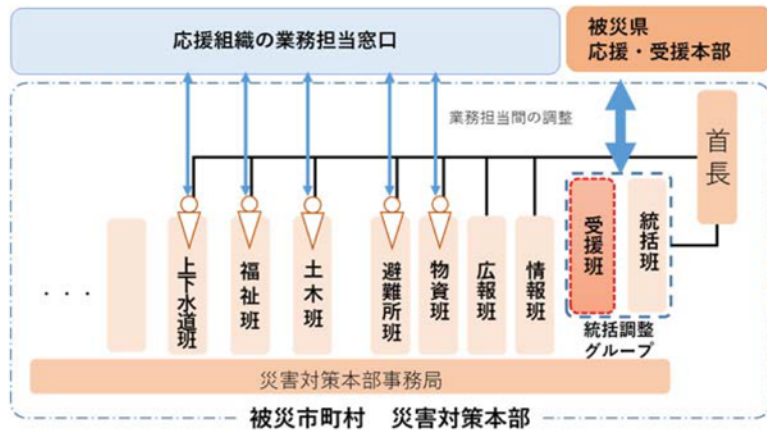 応援組織の業務担当窓口
被災県
応援・受援本部
業務担当間の調整
首長
・・・
上下水道班
福祉班
土木班
避難所班
物資班
広報班
情報班
受援班
統括班
統括調整
グループ
災害対策本部事務局
被災市町村　災害対策本部